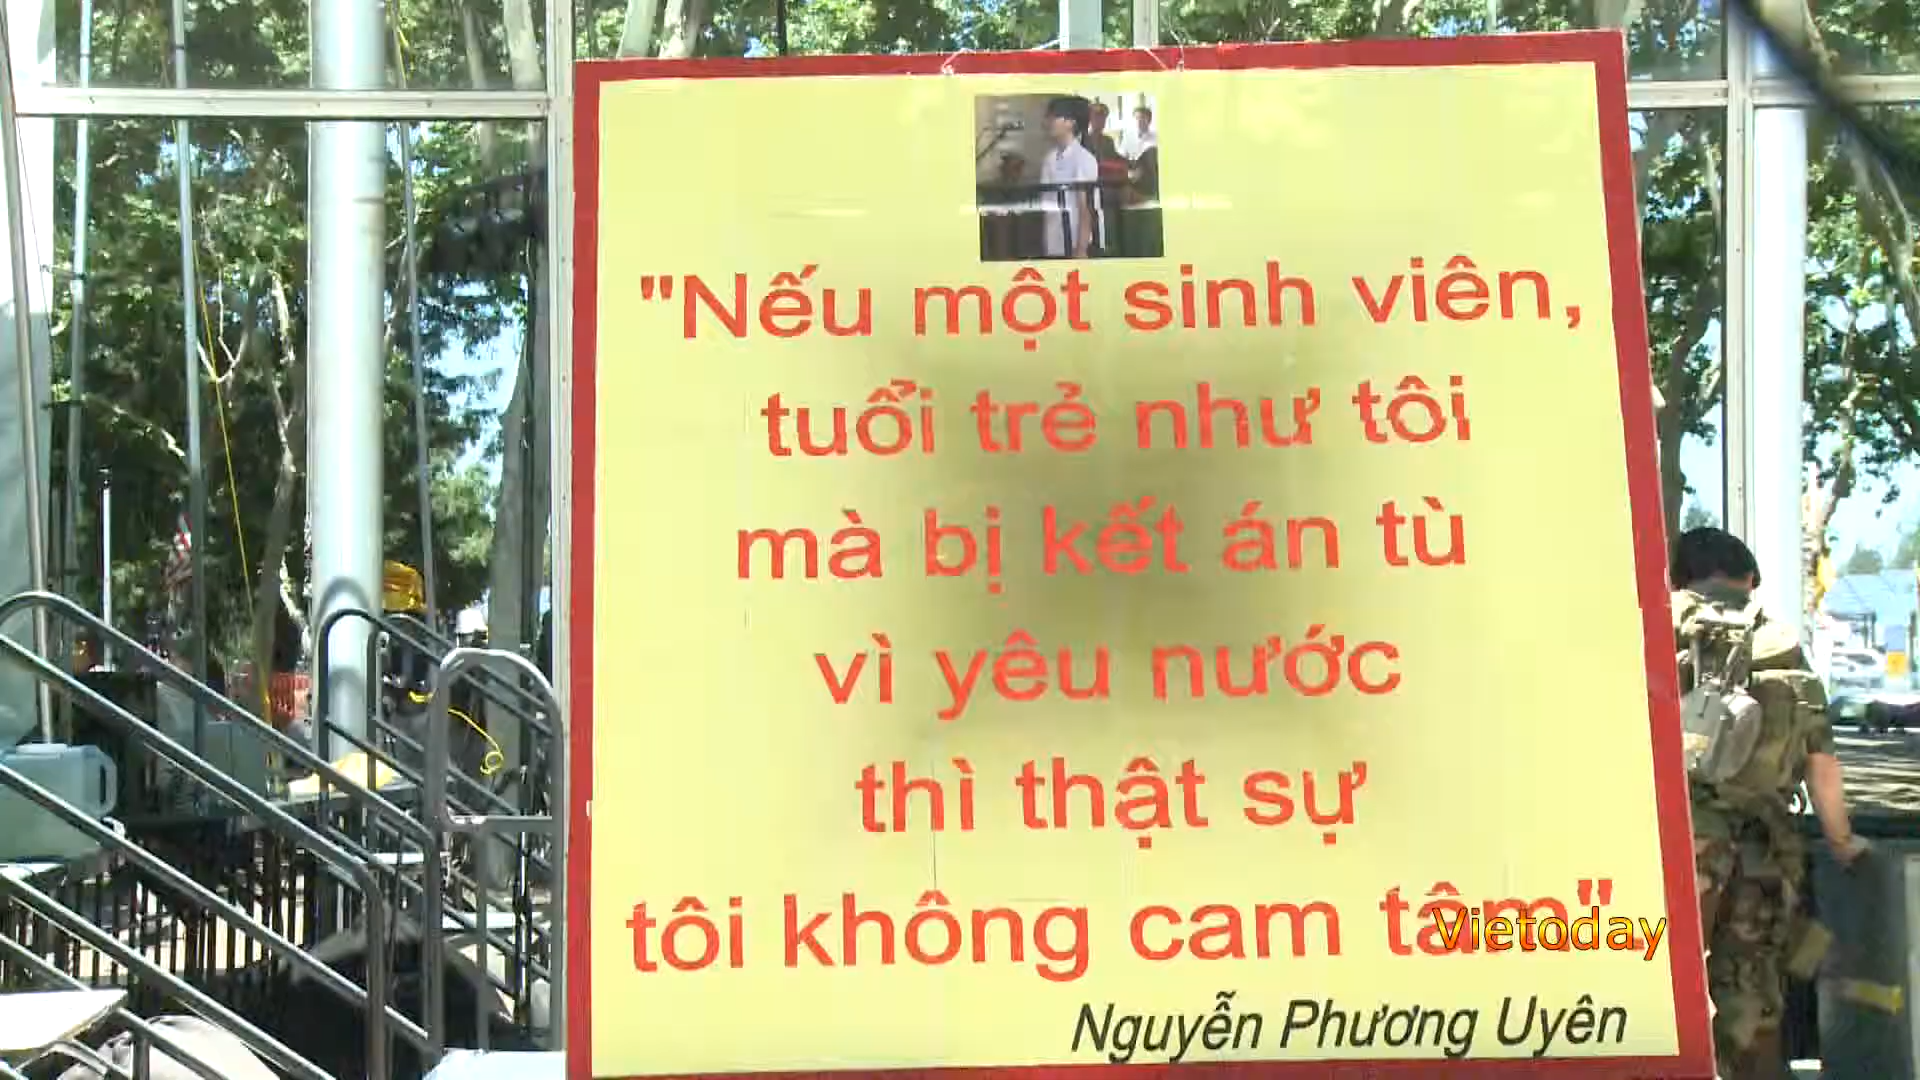 "Nếu một sinh viên,
tuổi trẻ như tôi
mà bị kết án tù
vì yêu nước
thì thật sự
tôi không cam tâm".
Vietoday
Nguyễn Phương Uyên